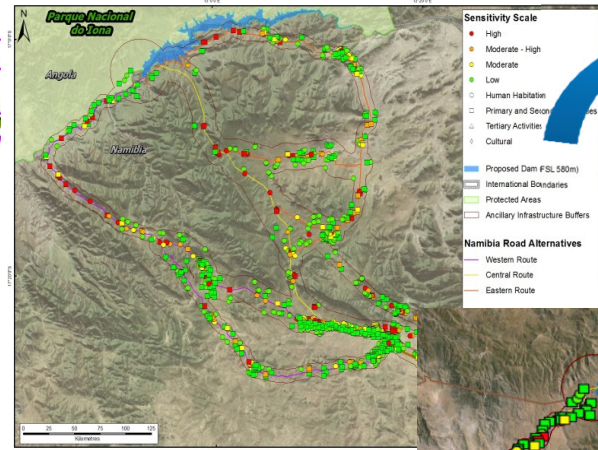 Parque Nacional
do Iona
Angola
Namibia
N
0 25 50 75 100 125
Kilometres
Sensitivity Scale
High
Moderate - High
Moderate
Low
Human Habitation
Primary and
Tertiary Activities
Cultural
Proposed Dam (FSL 580m)
International Boundaries
Protected Areas
Ancillary Infrastructure Buffers
Namibia Road Alternatives
Western Route
Central Route
Eastern Route